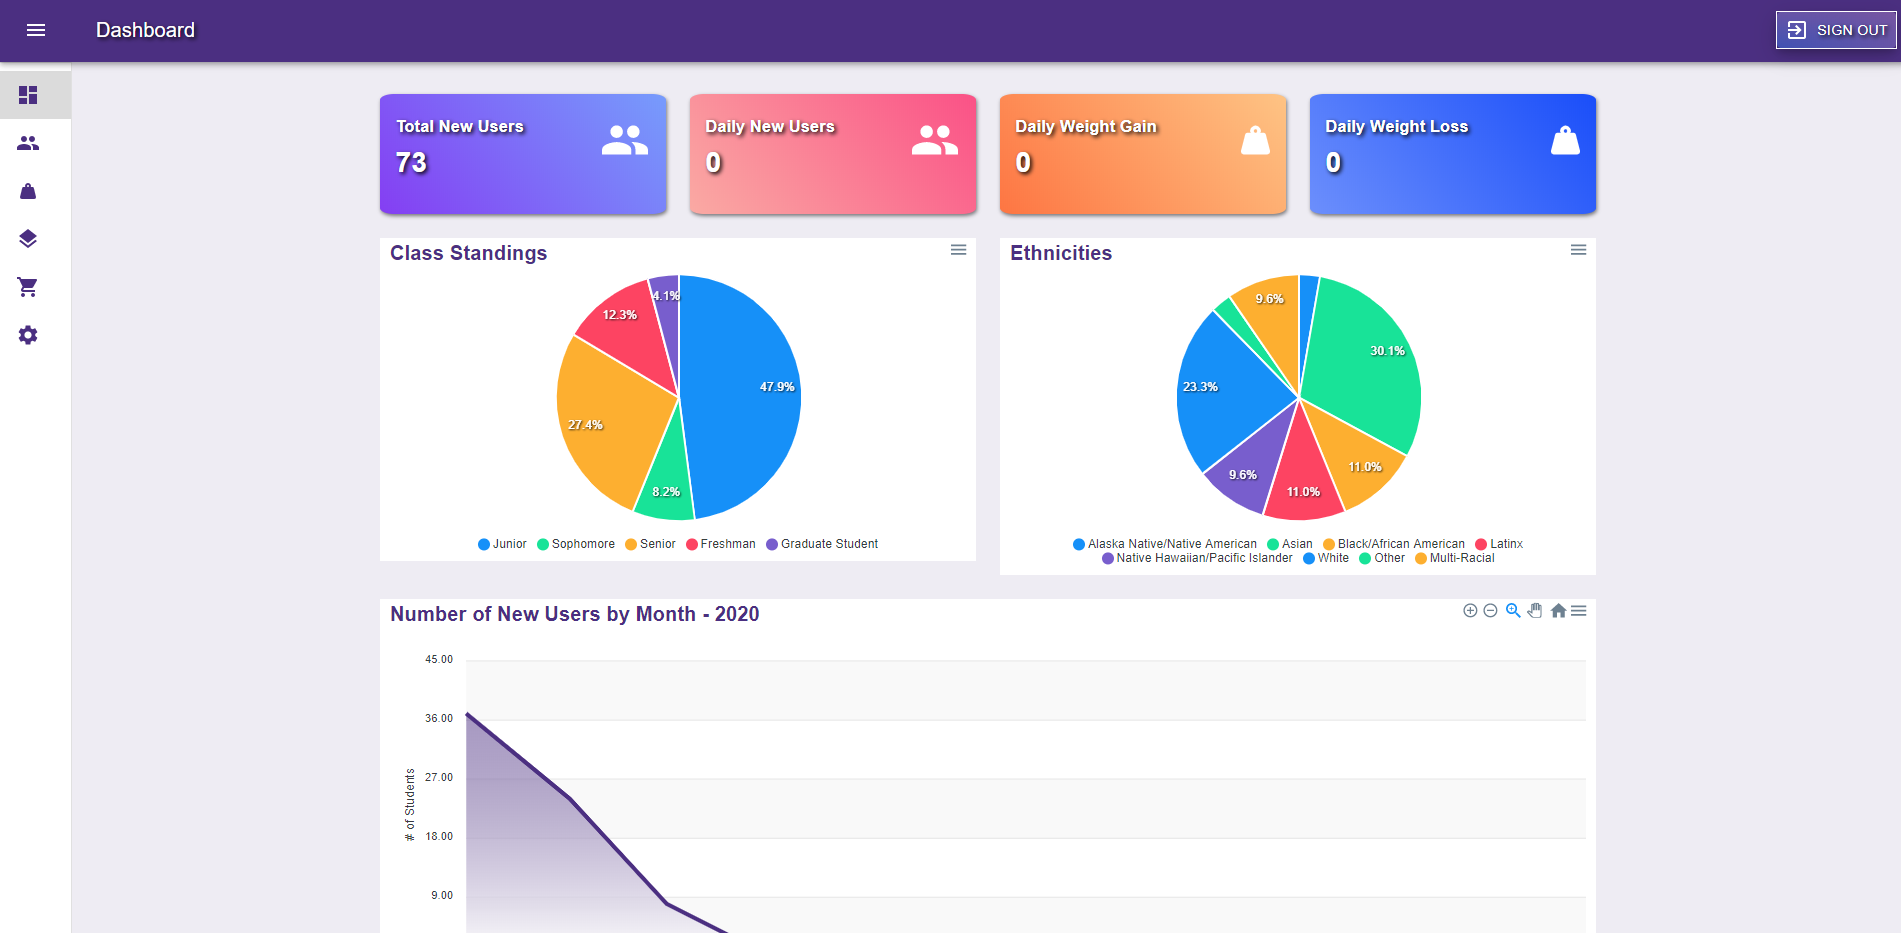 Dashboard
SIGN OUT
Total New Users
73
Daily New Users
0
Daily Weight Gain
0
Daily Weight Loss
0
Class Standings
4.1%
12.3%
47.9%
27.4%
8.2%
Junior Sophomore Senior Freshman Graduate Student
Ethnicities
9.6%
30.1%
23.3%
11.0%
9.6%
11.0%
Alaska Native/Native American Asian Black/African American Latinx
Native Hawaiian/Pacific Islander White Other Multi-Racial
Number of New Users by Month - 2020
45.00
36.00
27.00
18.00
9.00
# of Students